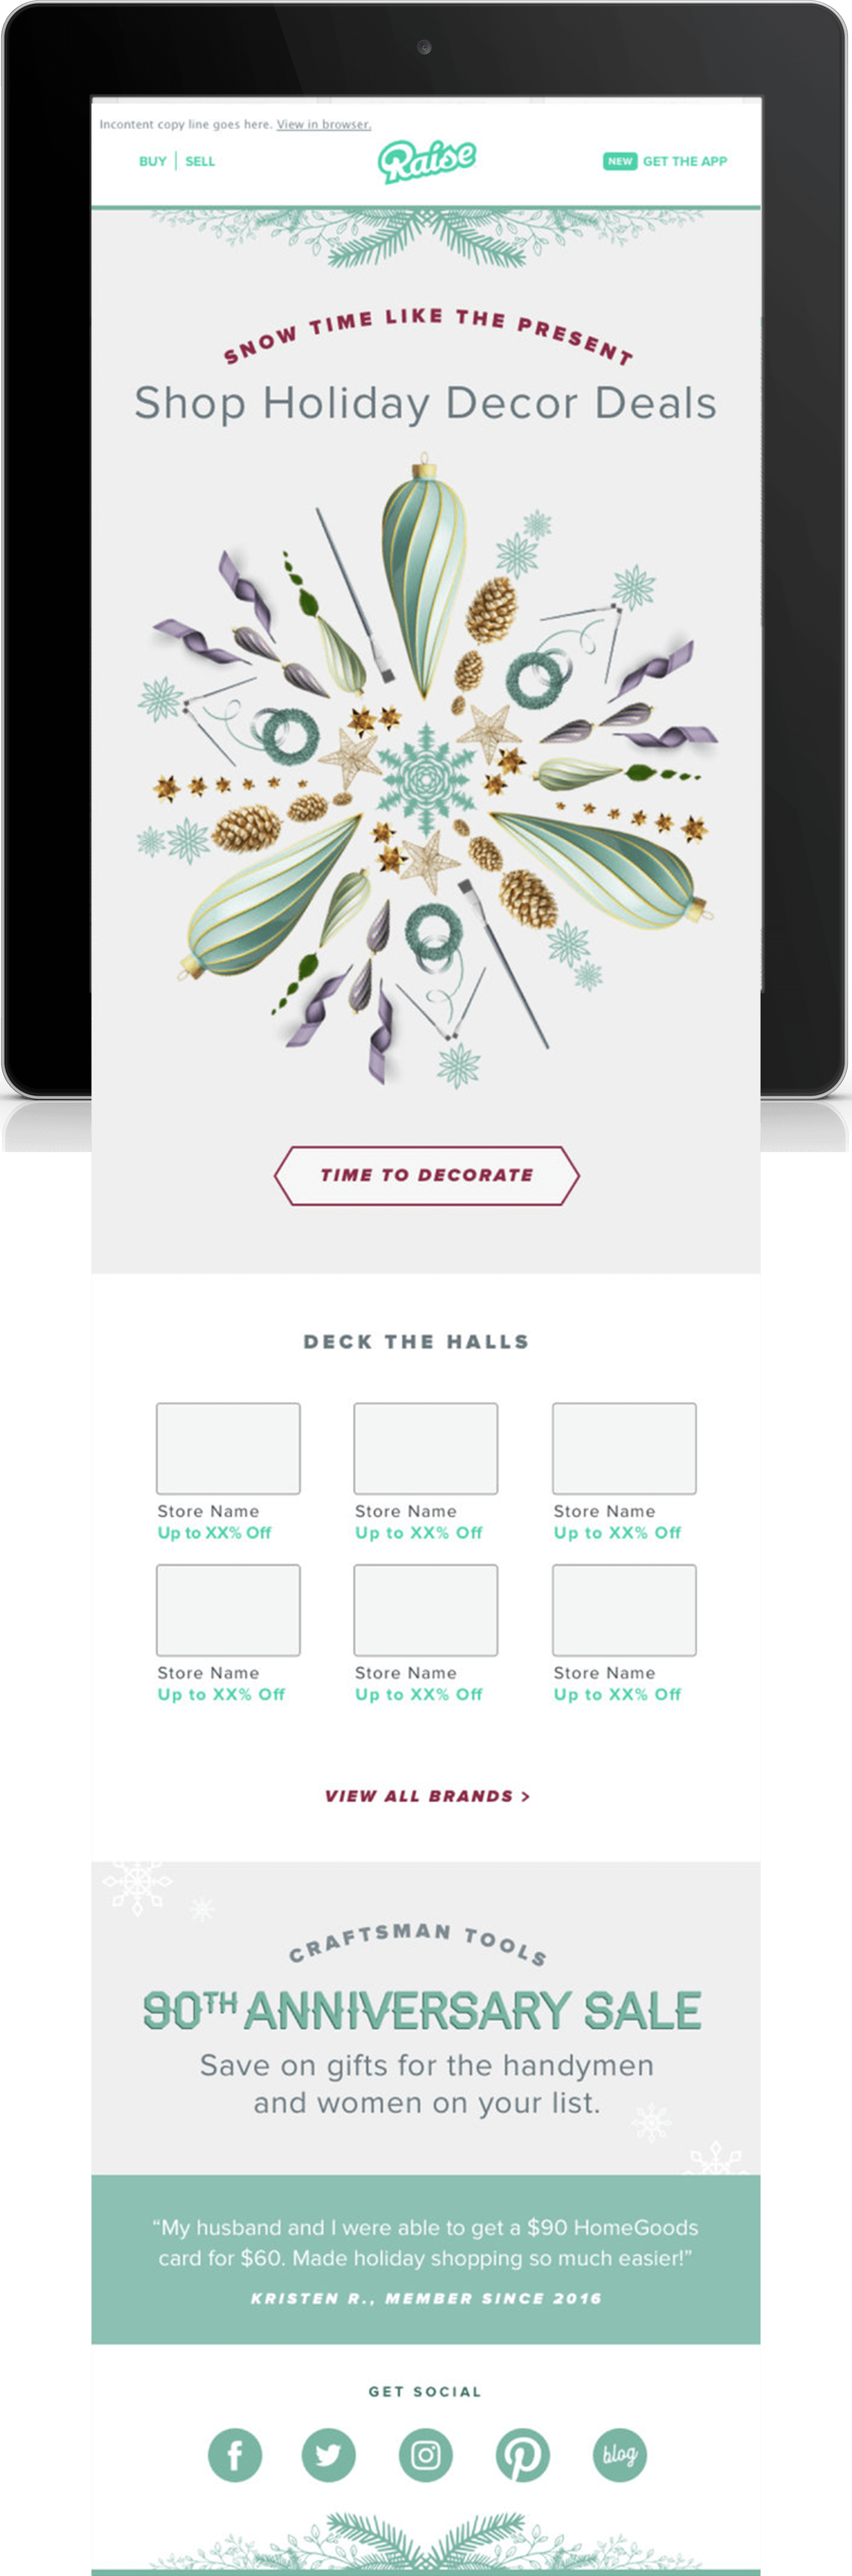 Incontent copy line goes here. View in browser.
BUY | SELL
Raise
NEW GET THE APP
SNOW TIME LIKE THE PRESENT
Shop Holiday Decor Deals
TIME TO DECORATE
DECK THE HALLS
Store Name
Up to XX% Off
Store Name
Up to XX% Off
Store Name
Up to XX% Off
Store Name
Up to XX% Off
Store Name
Up to XX% Off
Store Name
Up to XX% Off
VIEW ALL BRANDS >
CRAFTSMAN TOOLS
90TH ANNIVERSARY SALE
Save on gifts for the handymen
and women on your list.
“My husband and I were able to get a $90 HomeGoods
card for $60. Made holiday shopping so much easier!”
KRISTEN R., MEMBER SINCE 2016
GET SOCIAL
blog